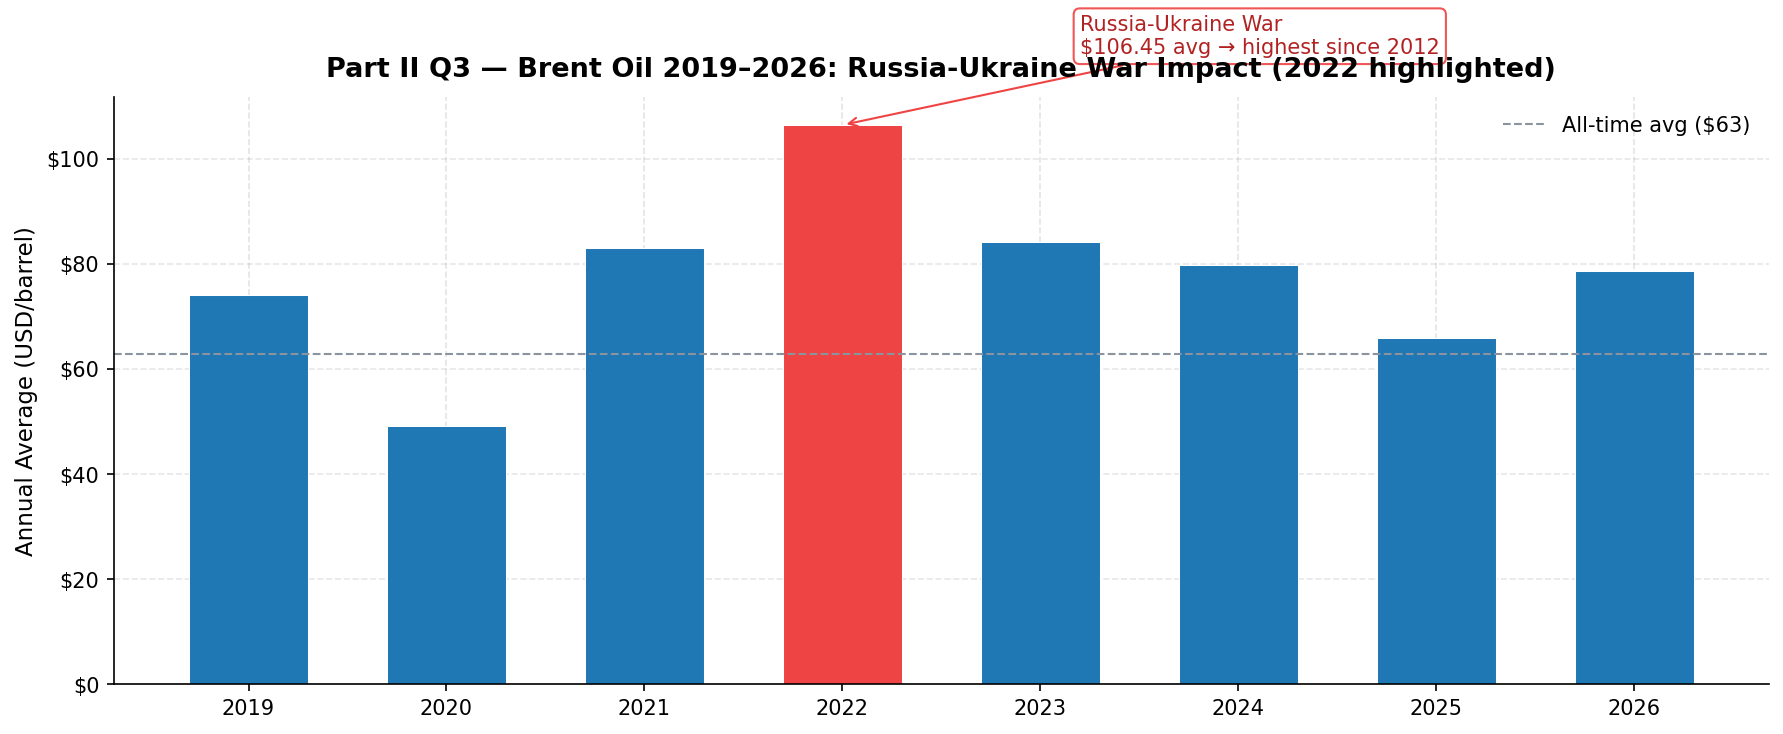 Russia-Ukraine War
$106.45 avg → highest since 2012
Part II Q3 — Brent Oil 2019–2026: Russia-Ukraine War Impact (2022 highlighted)
All-time avg ($63)
Annual Average (USD/barrel)
$100
$80
$60
$40
$20
$0
2019 2020 2021 2022 2023 2024 2025 2026